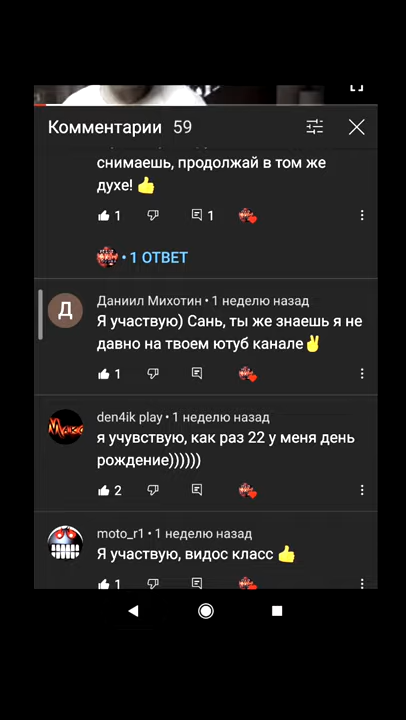 Комментарии 59
снимаешь, продолжай в том же
духе! 👍
1 1
• 1 ОТВЕТ
Д
Даниил Михотин • 1 неделю назад
Я участвую) Сань, ты же знаешь я не
давно на твоем ютуб канале✌
1
den4ik play • 1 неделю назад
я учувствую, как раз 22 у меня день
рождение))))))
2
moto_r1 • 1 неделю назад
Я участвую, видос класс 👍
1